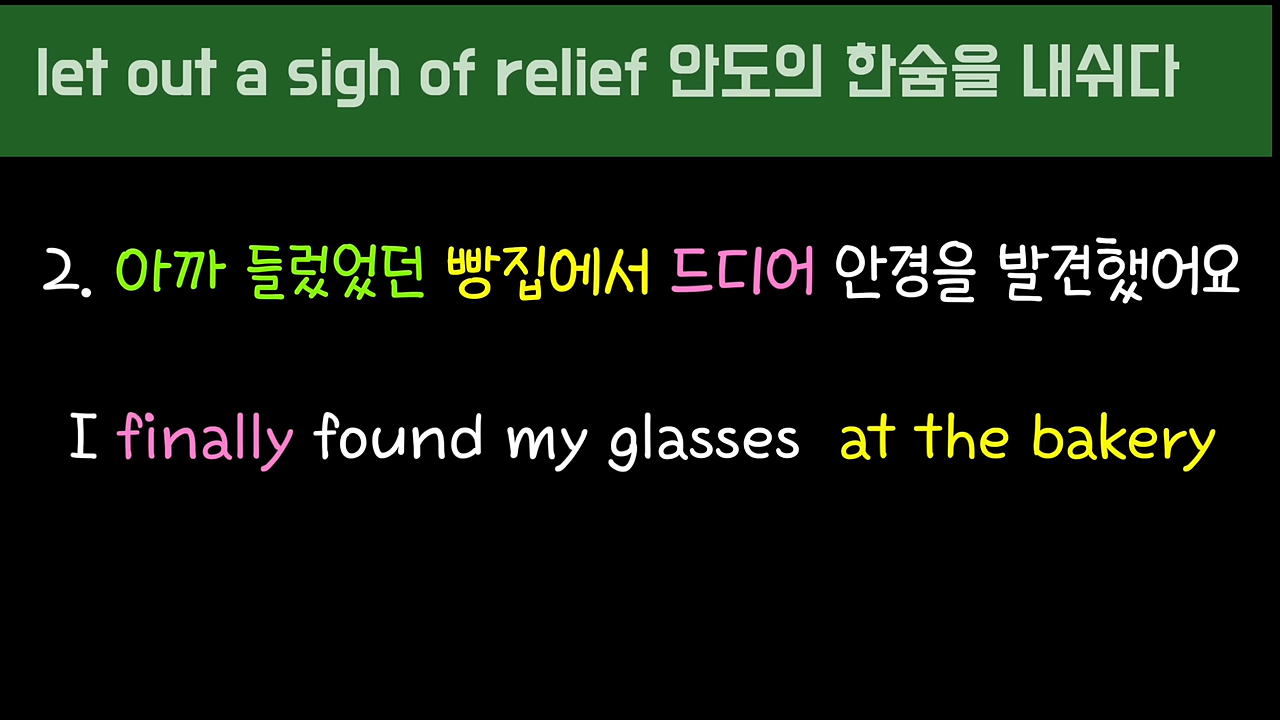 let out a sigh of relief 안도의 한숨을 내쉬다
2. 아까 들렀었던 빵집에서 드디어 안경을 발견했어요
I finally found my glasses at the bakery